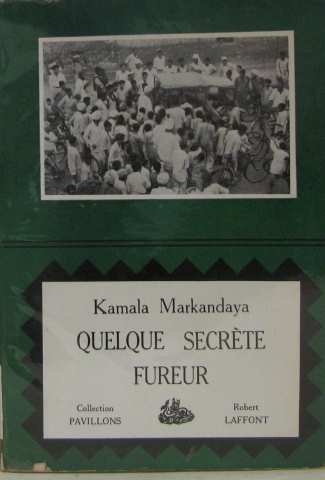 Kamala Markandaya
QUELQUE SECRÈTE
FUREUR
Collection
PAVILLONS
Robert
LAFFONT